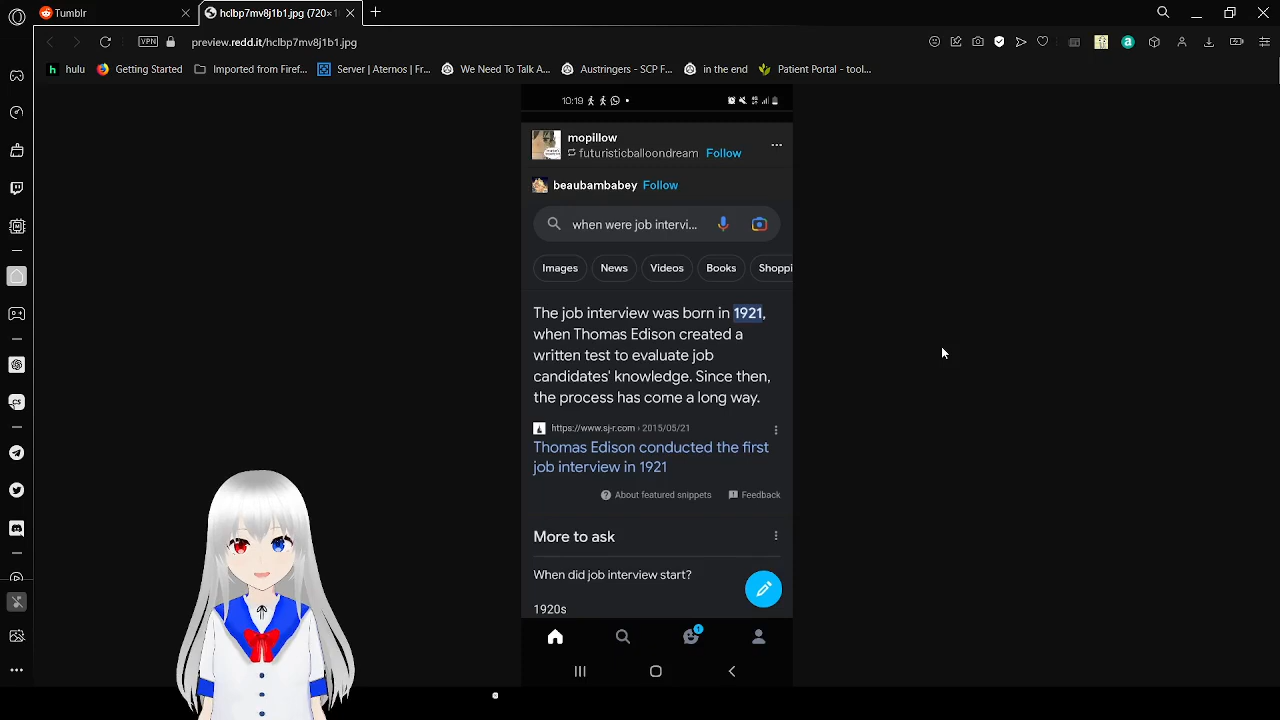 Tumblr
hclbp7mv8j1b1.jpg (720×1
VPN
preview.redd.it/hclbp7mv8j1b1.jpg
hulu
Getting Started
Imported from Firef...
Server | Aternos | Fr...
We Need To Talk A...
Austringers - SCP F...
in the end
Patient Portal - tool...
10:19
mopillow
futuristicballoondream Follow
beaubambabey Follow
when were job intervi...
Images
News
Videos
Books
Shoppi
The job interview was born in 1921,
when Thomas Edison created a
written test to evaluate job
candidates' knowledge. Since then,
the process has come a long way.
https://www.sj-r.com › 2015/05/21
Thomas Edison conducted the first
job interview in 1921
About featured snippets
Feedback
More to ask
When did job interview start?
1920s
1